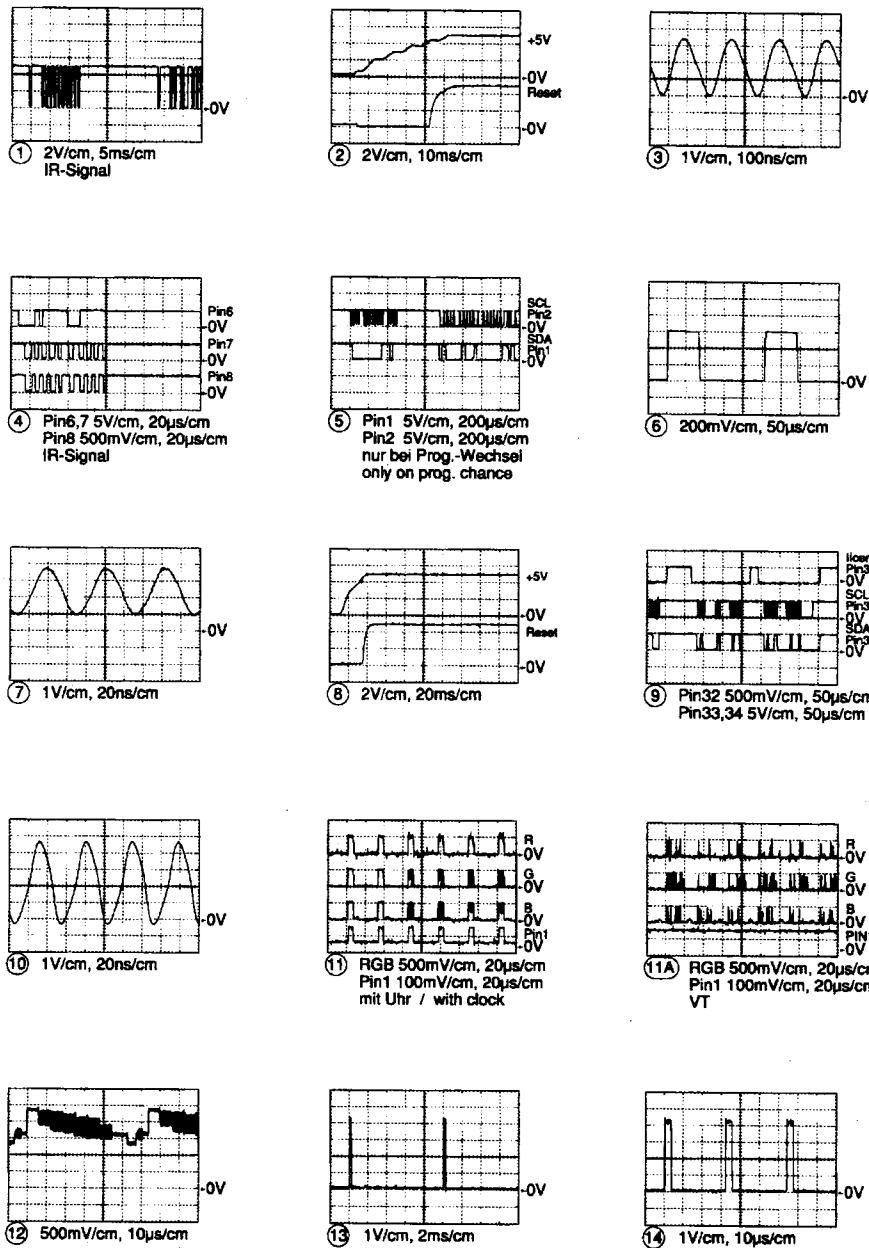 -0V
① 2V/cm, 5ms/cm
IR-Signal
+5V
-0V
Reset
-0V
② 2V/cm, 10ms/cm
-0V
③ 1V/cm, 100ns/cm
Pin6
-0V
Pin7
-0V
Pin8
-0V
④ Pin6,7 5V/cm, 20µs/cm
Pin8 500mV/cm, 20µs/cm
IR-Signal
SCL
Pin2
-0V
SDA
Pin1
-0V
⑤ Pin1 5V/cm, 200µs/cm
Pin2 5V/cm, 200µs/cm
nur bei Prog.-Wechsel
only on prog. chance
-0V
⑥ 200mV/cm, 50µs/cm
-0V
⑦ 1V/cm, 20ns/cm
+5V
-0V
Reset
-0V
⑧ 2V/cm, 20ms/cm
-0V
SCL
-0V
SDA
-0V
⑨ Pin32 500mV/cm, 50µs/cm
Pin33,34 5V/cm, 50µs/cm
-0V
⑩ 1V/cm, 20ns/cm
R
-0V
G
-0V
B
-0V
Pin1
-0V
⑪ RGB 500mV/cm, 20µs/cm
Pin1 100mV/cm, 20µs/cm
mit Uhr / with clock
R
-0V
G
-0V
B
-0V
PIN
-0V
11A RGB 500mV/cm, 20µs/cm
Pin1 100mV/cm, 20µs/cm
VT
-0V
⑫ 500mV/cm, 10µs/cm
-0V
⑬ 1V/cm, 2ms/cm
-0V
⑭ 1V/cm, 10µs/cm